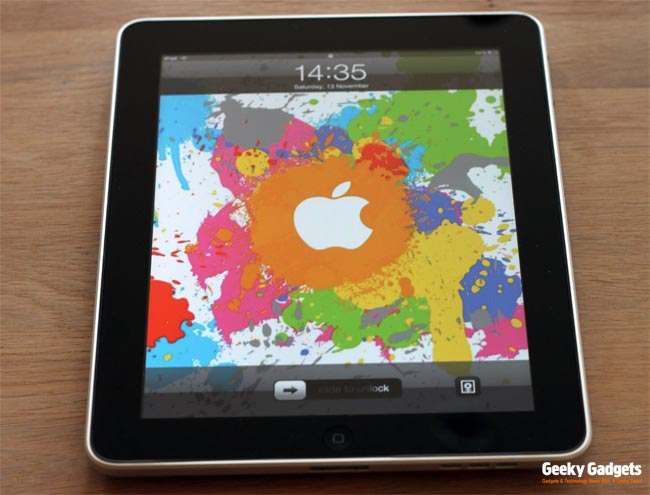 iPad
14:35
Saturday, 13 November
slide to unlock
Geeky Gadgets